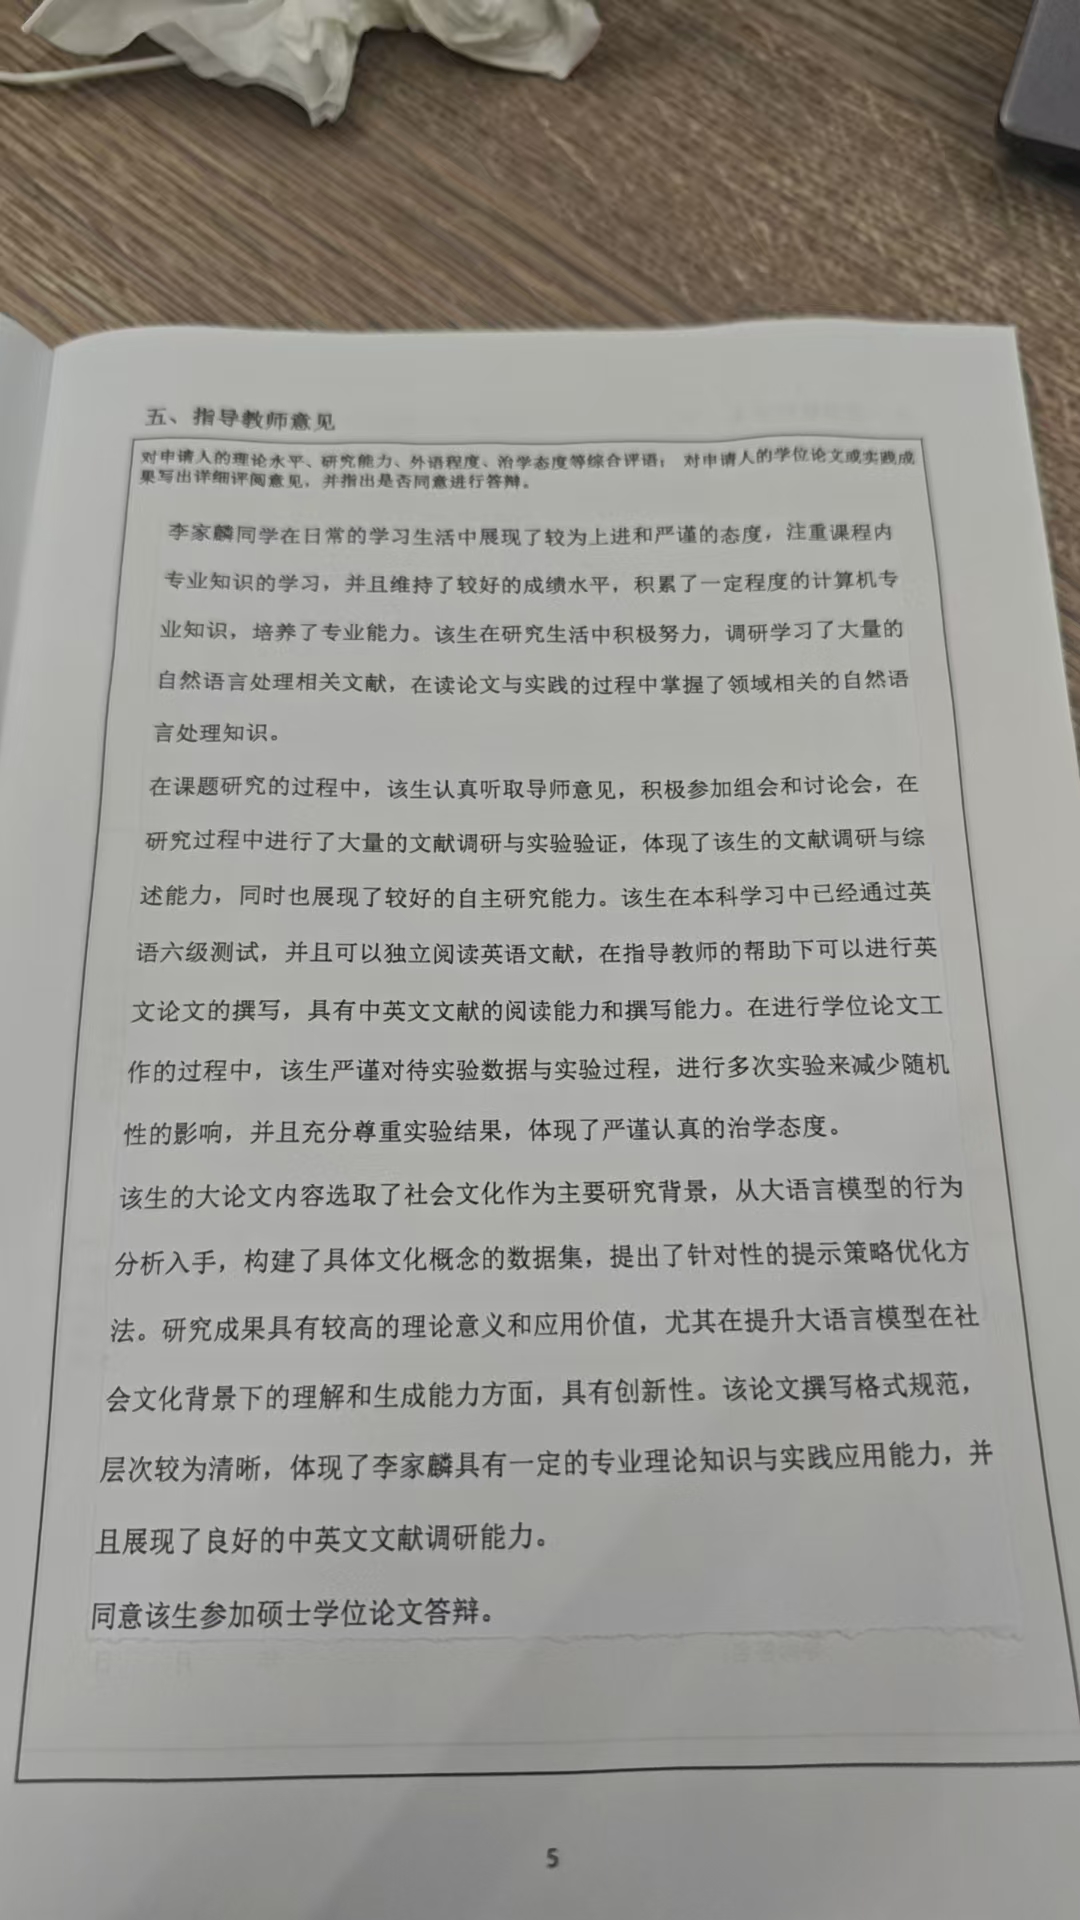 五、指导教师意见
对申请人的理论水平、研究能力、外语程度、治学态度等综合评语；对申请人的学位论文或实践成
果写出详细评阅意见，并指出是否同意进行答辩。
李家麟同学在日常的学习生活中展现了较为上进和严谨的态度，注重课程内
专业知识的学习，并且维持了较好的成绩水平，积累了一定程度的计算机专
业知识，培养了专业能力。该生在研究生活中积极努力，调研学习了大量的
自然语言处理相关文献，在读论文与实践的过程中掌握了领域相关的自然语
言处理知识。
在课题研究的过程中，该生认真听取导师意见，积极参加组会和讨论会，在
研究过程中进行了大量的文献调研与实验验证，体现了该生的文献调研与综
述能力，同时也展现了较好的自主研究能力。该生在本科学习中已经通过英
语六级测试，并且可以独立阅读英语文献，在指导教师的帮助下可以进行英
文论文的撰写，具有中英文文献的阅读能力和撰写能力。在进行学位论文工
作的过程中，该生严谨对待实验数据与实验过程，进行多次实验来减少随机
性的影响，并且充分尊重实验结果，体现了严谨认真的治学态度。
该生的大论文内容选取了社会文化作为主要研究背景，从大语言模型的行为
分析入手，构建了具体文化概念的数据集，提出了针对性的提示策略优化方
法。研究成果具有较高的理论意义和应用价值，尤其在提升大语言模型在社
会文化背景下的理解和生成能力方面，具有创新性。该论文撰写格式规范，
层次较为清晰，体现了李家麟具有一定的专业理论知识与实践应用能力，并
且展现了良好的中英文文献调研能力。
同意该生参加硕士学位论文答辩。
5